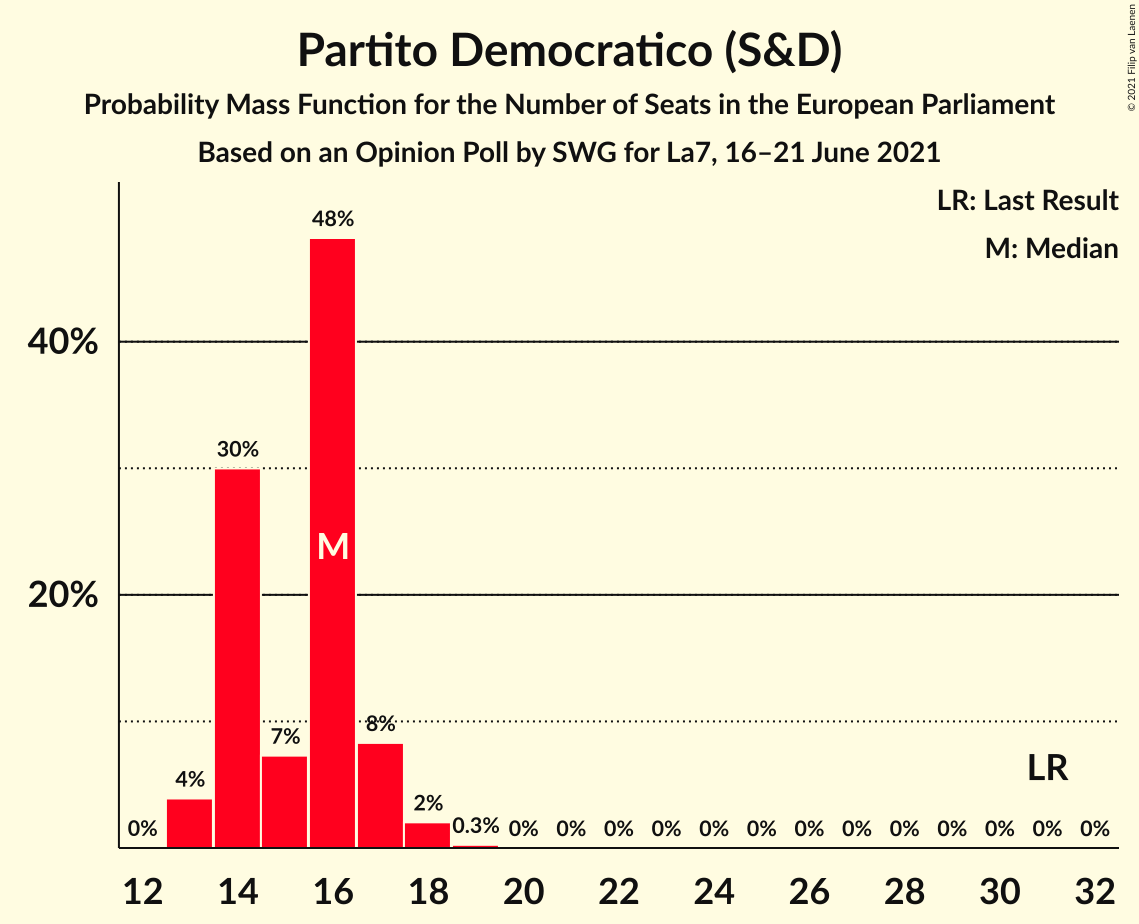 Partito Democratico (S&D)
Probability Mass Function for the Number of Seats in the European Parliament
Based on an Opinion Poll by SWG for La7, 16–21 June 2021
© 2021 Filip van Laenen
LR: Last Result
M: Median
48%
40%
30%
M
20%
8%
7%
LR
4%
2%
0% 0.3% 0% 0% 0% 0% 0% 0% 0% 0% 0% 0% 0% 0% 0%
12 14 16 18 20 22 24 26 28 30 32